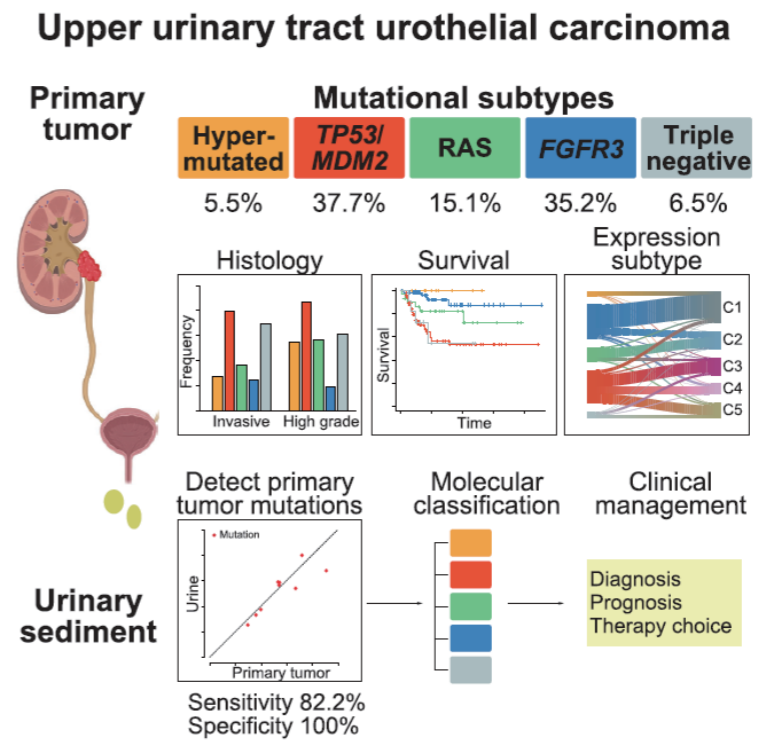 Upper urinary tract urothelial carcinoma
Primary
tumor
Mutational subtypes
Hyper-
mutated
TP53/
MDM2
RAS
FGFR3
Triple
negative
5.5%
37.7%
15.1%
35.2%
6.5%
Histology
Frequency
Invasive
High grade
Survival
Survival
Time
Expression
subtype
C1
C2
C3
C4
C5
Urinary
sediment
Detect primary
tumor mutations
Mutation
Urine
Primary tumor
Sensitivity 82.2%
Specificity 100%
Molecular
classification
Clinical
management
Diagnosis
Prognosis
Therapy choice